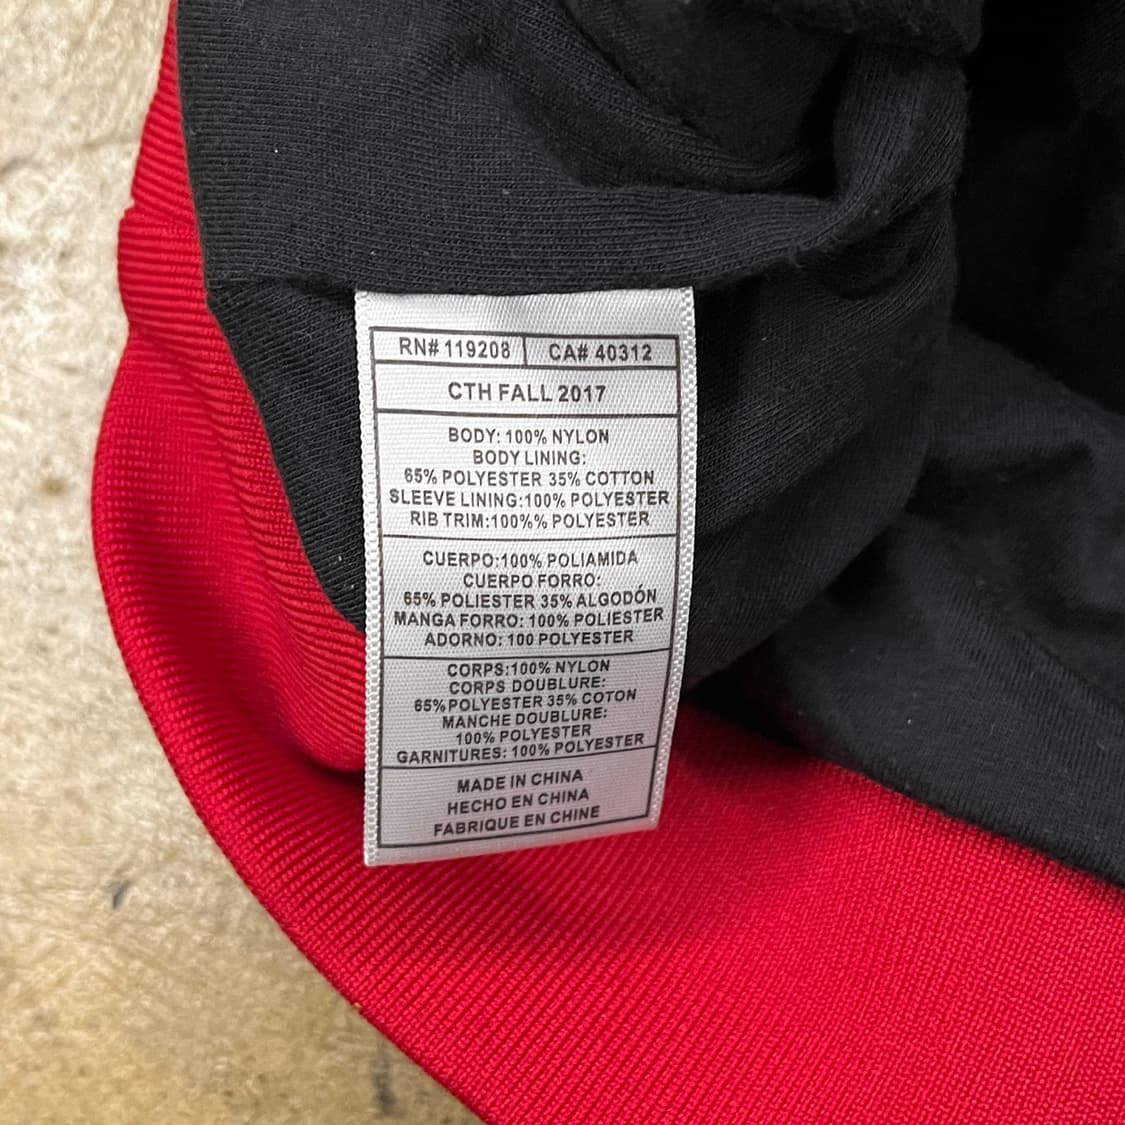 RN# 119208 CA# 40312
CTH FALL 2017
BODY: 100% NYLON
BODY LINING:
65% POLYESTER 35% COTTON
SLEEVE LINING:100% POLYESTER
RIB TRIM:100%% POLYESTER
CUERPO:100% POLIAMIDA
CUERPO FORRO:
65% POLIESTER 35% ALGODÓN
MANGA FORRO: 100% POLIESTER
ADORNO: 100 POLYESTER
CORPS:100% NYLON
CORPS DOUBLURE:
65% POLYESTER 35% COTON
MANCHE DOUBLURE:
100% POLYESTER
GARNITURES: 100% POLYESTER
MADE IN CHINA
HECHO EN CHINA
FABRIQUE EN CHINE